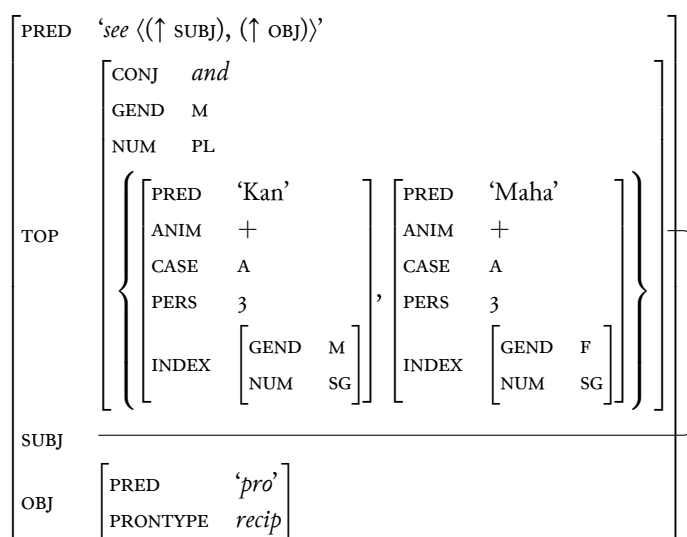 PRED ‘see ⟨(↑ SUBJ), (↑ OBJ)⟩’
CONJ and
GEND M
NUM PL
PRED ‘Kan’ PRED ‘Maha’
ANIM + ANIM +
TOP
CASE A , CASE A
PERS 3 PERS 3
GEND M GEND F
INDEX INDEX
NUM SG NUM SG
SUBJ
PRED ‘pro’
OBJ
PRONTYPE recip